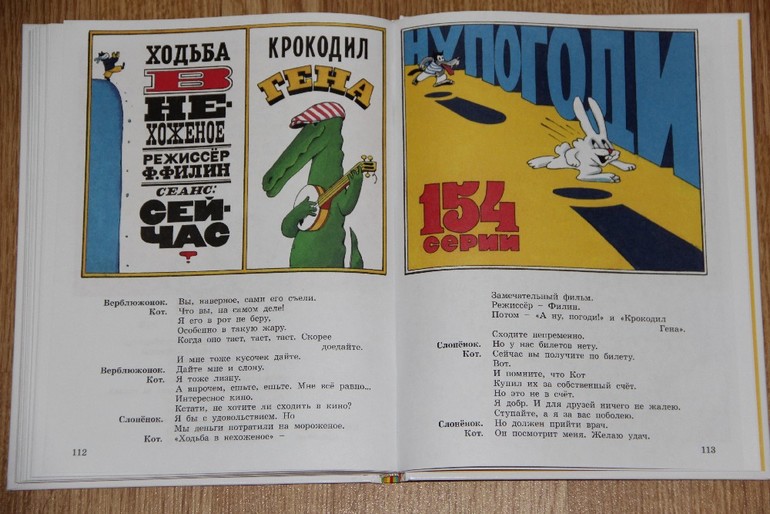 ХОДЬБА
В
НЕ-
ХОЖЕНОЕ
РЕЖИССЁР
Ф.ФИЛИН
СЕАНС:
СЕЙ-
ЧАС
КРОКОДИЛ
ГЕНА
Верблюжонок. Вы, наверное, сами его съели.
Кот. Что вы, на самом деле!
Я его в рот не беру,
Особенно в такую жару.
Когда оно тает, тает, тает. Скорее
доедайте.
И мне тоже кусочек дайте.
Верблюжонок. Дайте мне и слону.
Кот. Я тоже лизну.
А впрочем, ешьте, ешьте. Мне всё равно...
Интересное кино.
Кстати, не хотите ли сходить в кино?
Слонёнок. Я бы с удовольствием. Но
Мы деньги потратили на мороженое.
Кот. «Ходьба в нехоженое» –
112
НУ ПОГОДИ
154
СЕРИИ
Замечательный фильм.
Режиссёр – Филин.
Потом – «А ну, погоди!» и «Крокодил
Гена».
Сходите непременно.
Слонёнок. Но у нас билетов нету.
Кот. Сейчас вы получите по билету.
Вот.
И помните, что Кот
Купил их за собственный счёт.
Но это не в счёт.
Я добр. И для друзей ничего не жалею.
Ступайте, а я за вас поболею.
Слонёнок. Но должен прийти врач.
Кот. Он посмотрит меня. Желаю удач.
113